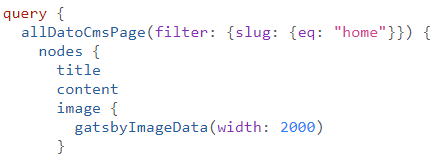 query {
  allDatoCmsPage(filter: {slug: {eq: "home"}}) {
    nodes {
      title
      content
      image {
        gatsbyImageData(width: 2000)
      }